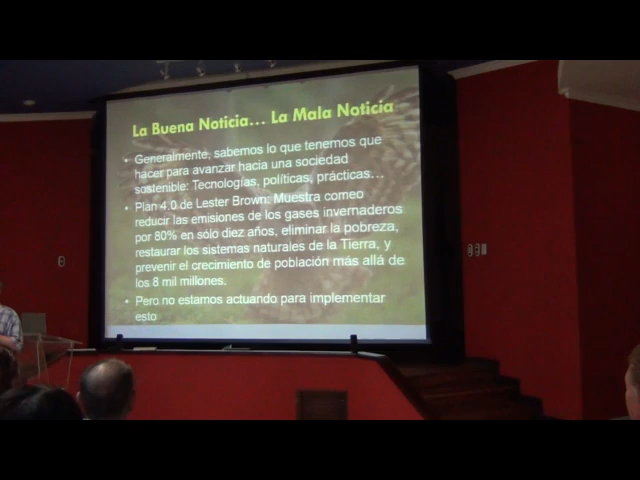 La Buena Noticia... La Mala Noticia
• Generalmente, sabemos lo que tenemos que
hacer para avanzar hacia una sociedad
sostenible: Tecnologías, políticas, prácticas...
• Plan 4.0 de Lester Brown: Muestra comeo
reducir las emisiones de los gases invernaderos
por 80% en sólo diez años, eliminar la pobreza,
restaurar los sistemas naturales de la Tierra, y
prevenir el crecimiento de población más allá de
los 8 mil millones.
• Pero no estamos actuando para implementar
esto